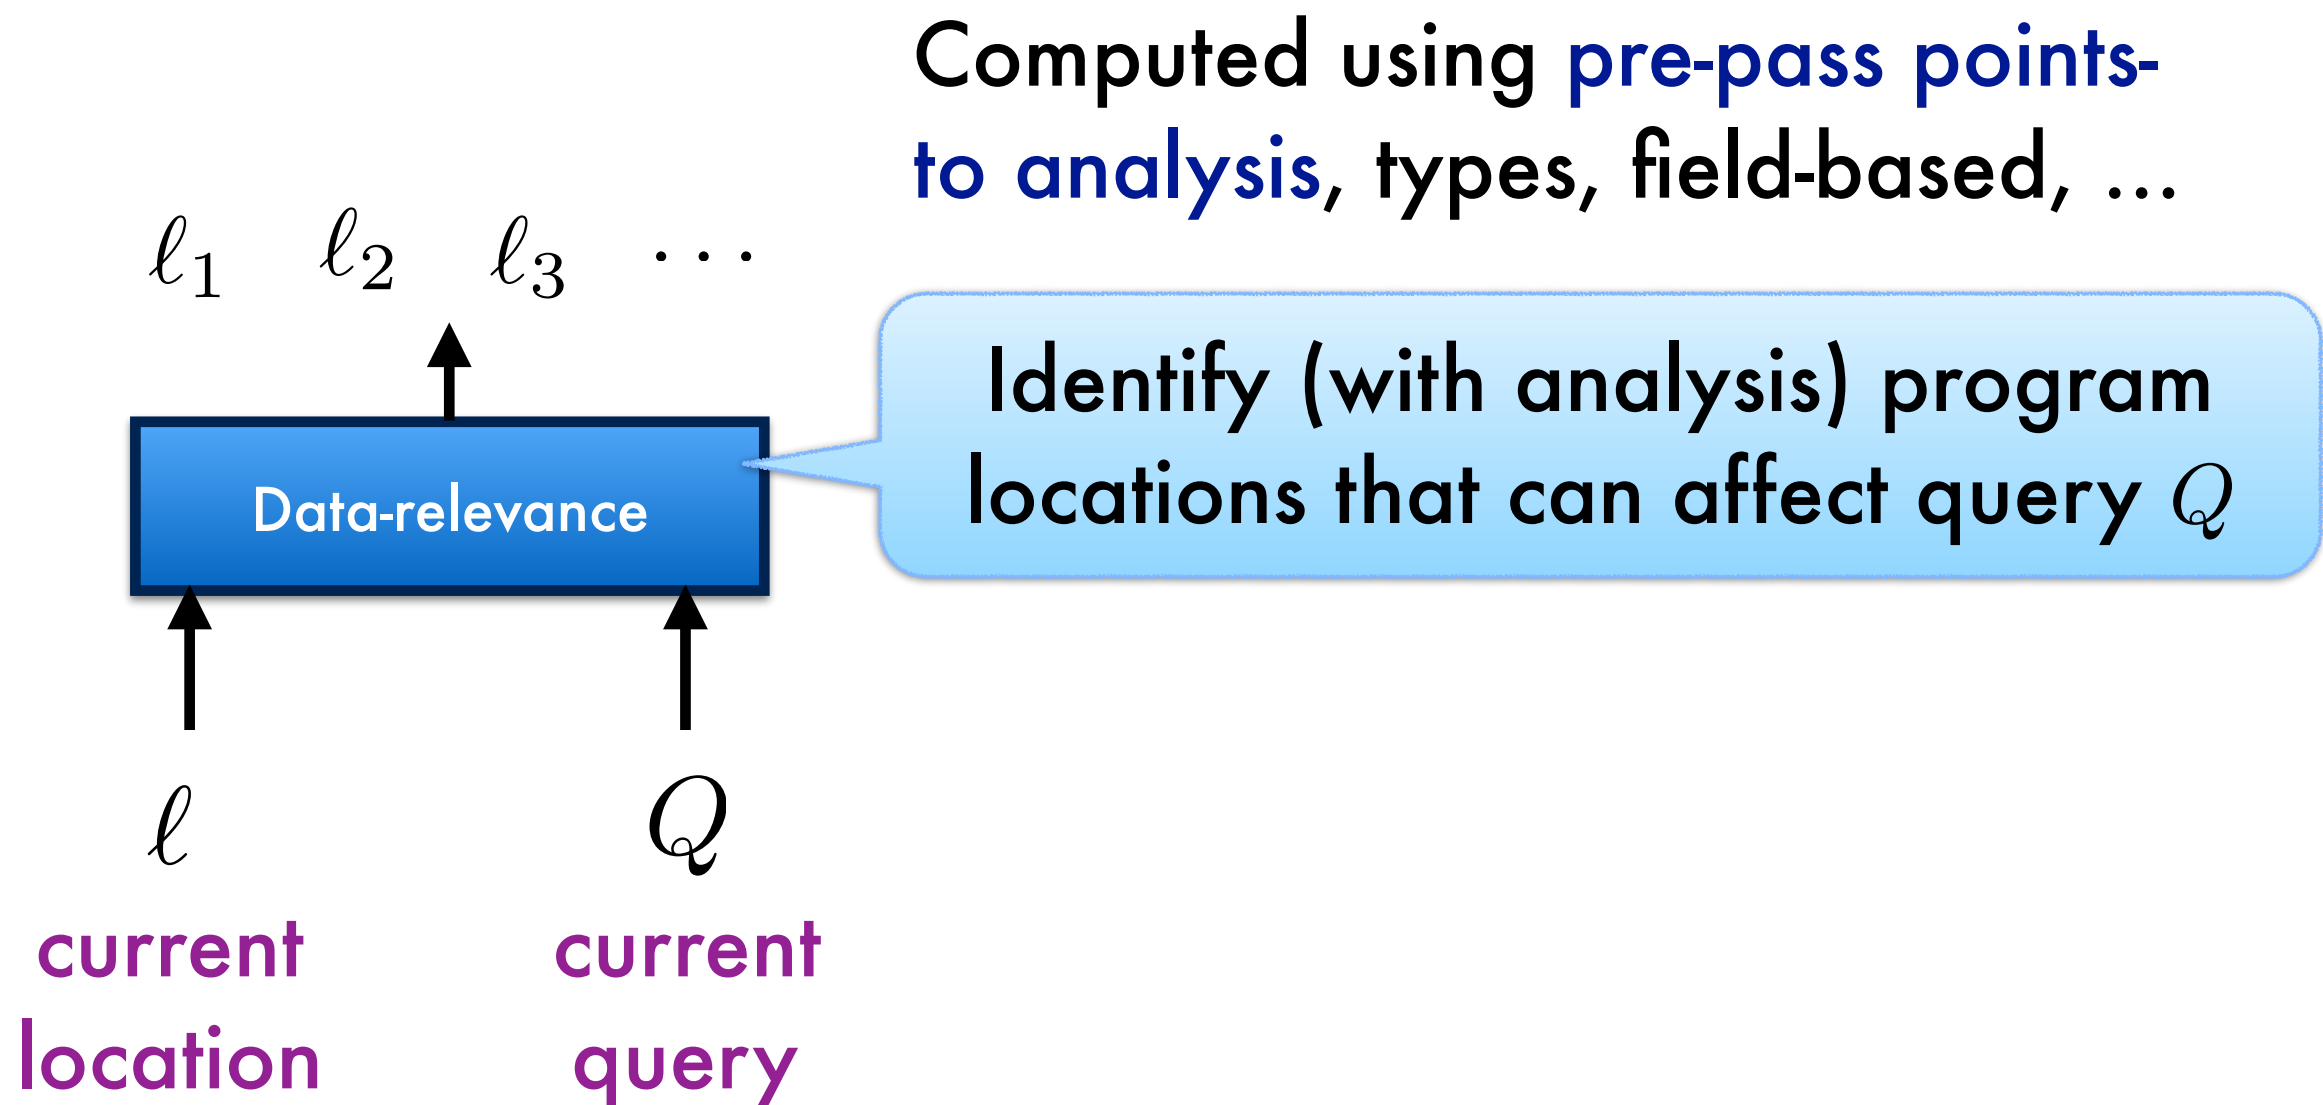 Computed using pre-pass points-
to analysis, types, field-based, ...
ℓ₁ ℓ₂ ℓ₃ ⋯
Identify (with analysis) program
locations that can affect query Q
Data-relevance
ℓ Q
current current
location query